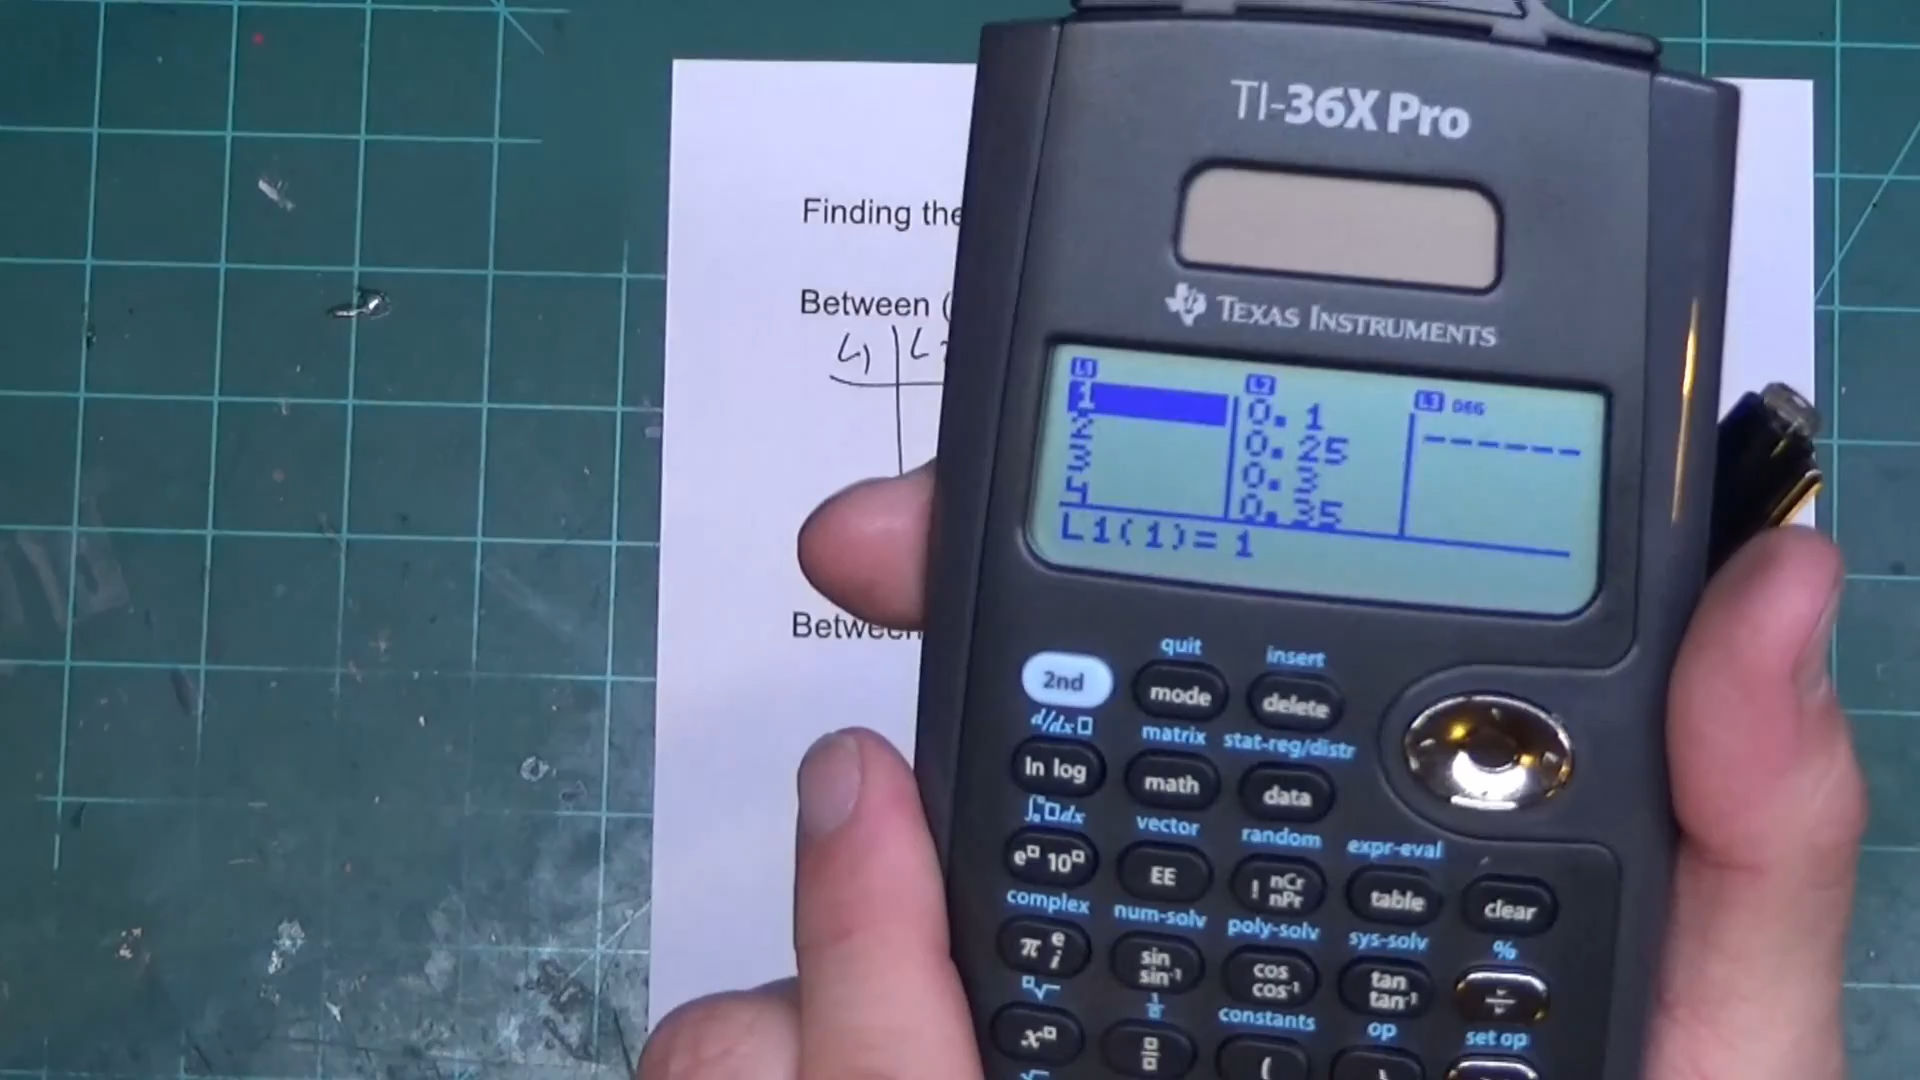 TI-36X Pro
Finding the
TEXAS INSTRUMENTS
Between (
L1 L2
L1 L2 L3 DEG
1 0.1 ------
2 0.25
3 0.3
4 0.35
L1(1)= 1
Between
quit insert
2nd mode delete
d/dx□ matrix stat-reg/distr
ln log math data
∫□dx vector random expr-eval
e□ 10□ EE ! nCr nPr table clear
complex num-solv poly-solv sys-solv %
π e i sin sin-1 cos cos-1 tan tan-1 ÷
□√ constants op set op
x□ □/□ ( )
√